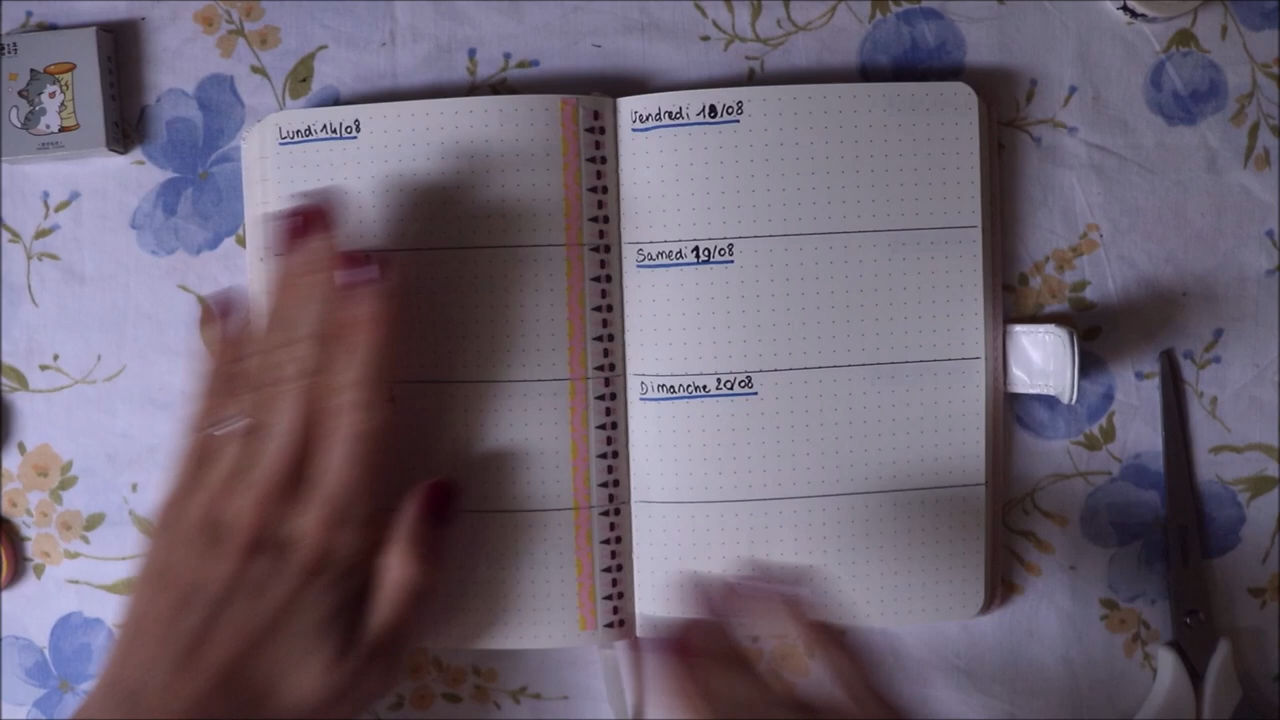 Lundi 14/08
Vendredi 18/08
Samedi 19/08
Dimanche 20/08